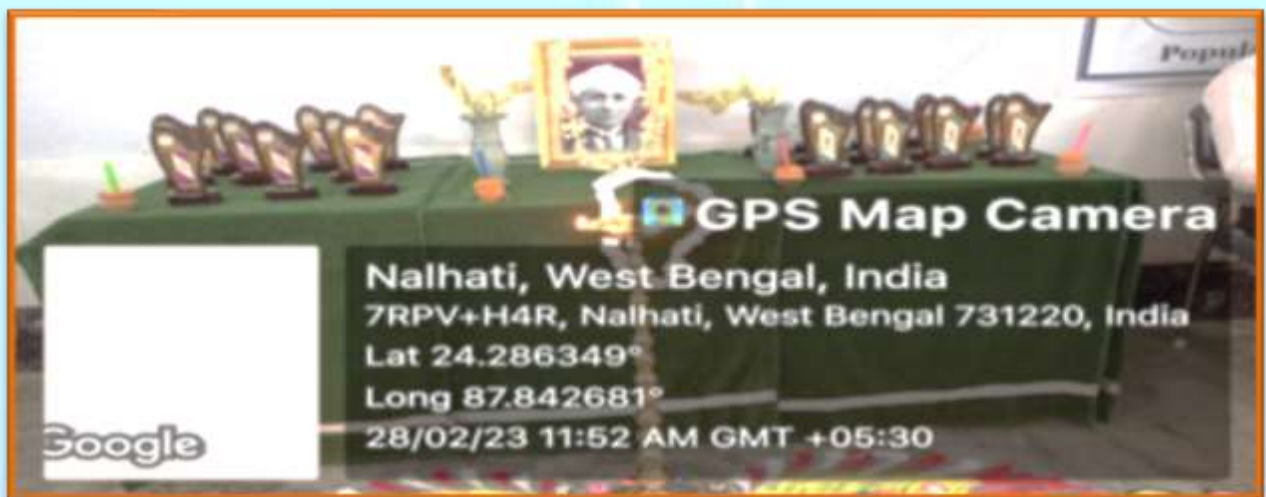 GPS Map Camera
Nalhati, West Bengal, India
7RPV+H4R, Nalhati, West Bengal 731220, India
Lat 24.286349°
Long 87.842681°
28/02/23 11:52 AM GMT +05:30
Google